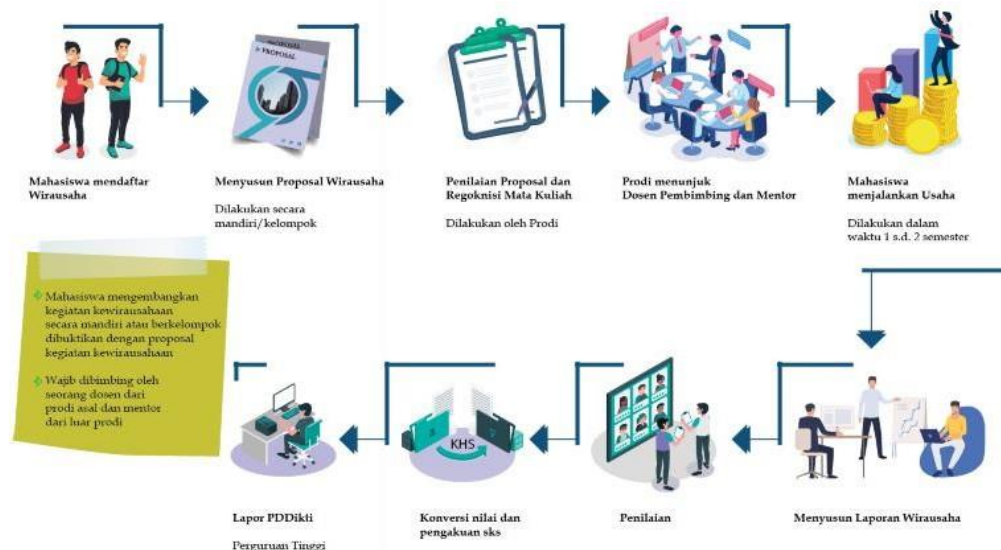 PROPOSAL
PROPOSAL
Mahasiswa mendaftar
Wirausaha
Menyusun Proposal Wirausaha
Dilakukan secara
mandiri/kelompok
Penilaian Proposal dan
Regoknisi Mata Kuliah
Dilakukan oleh Prodi
Prodi menunjuk
Dosen Pembimbing dan Mentor
Mahasiswa
menjalankan Usaha
Dilakukan dalam
waktu 1 s.d. 2 semester
Mahasiswa mengembangkan
kegiatan kewirausahaan
secara mandiri atau berkelompok
dibuktikan dengan proposal
kegiatan kewirausahaan
Wajib dibimbing oleh
seorang dosen dari
prodi asal dan mentor
dari luar prodi
KHS
Lapor PDDikti
Perguruan Tinggi
Konversi nilai dan
pengakuan sks
Penilaian
Menyusun Laporan Wirausaha